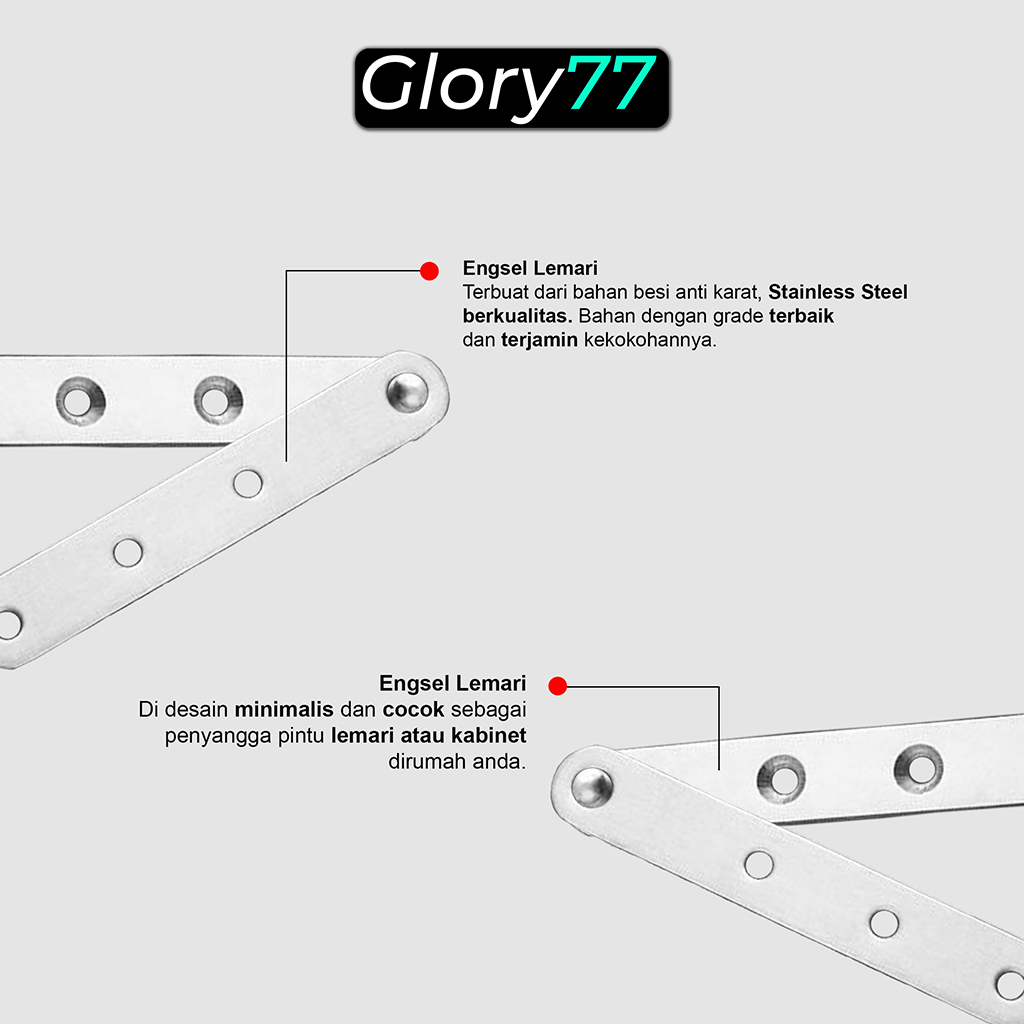 Glory77
Engsel Lemari
Terbuat dari bahan besi anti karat, Stainless Steel
berkualitas. Bahan dengan grade terbaik
dan terjamin kekokohannya.
Engsel Lemari
Di desain minimalis dan cocok sebagai
penyangga pintu lemari atau kabinet
dirumah anda.